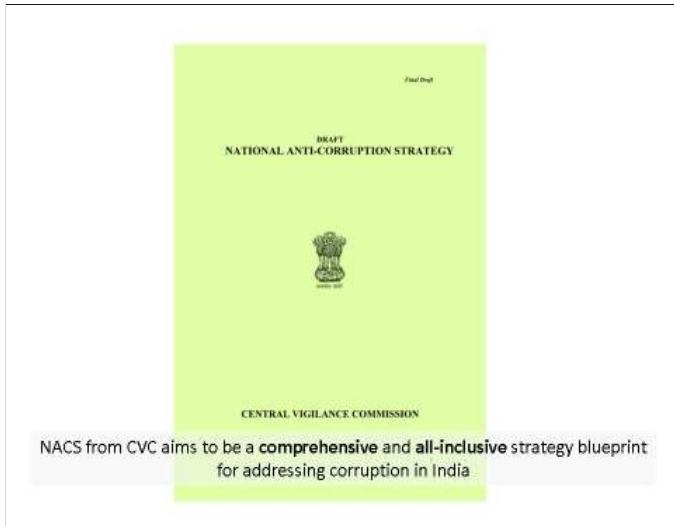 Final Draft
DRAFT
NATIONAL ANTI-CORRUPTION STRATEGY
CENTRAL VIGILANCE COMMISSION
NACS from CVC aims to be a comprehensive and all-inclusive strategy blueprint
for addressing corruption in India